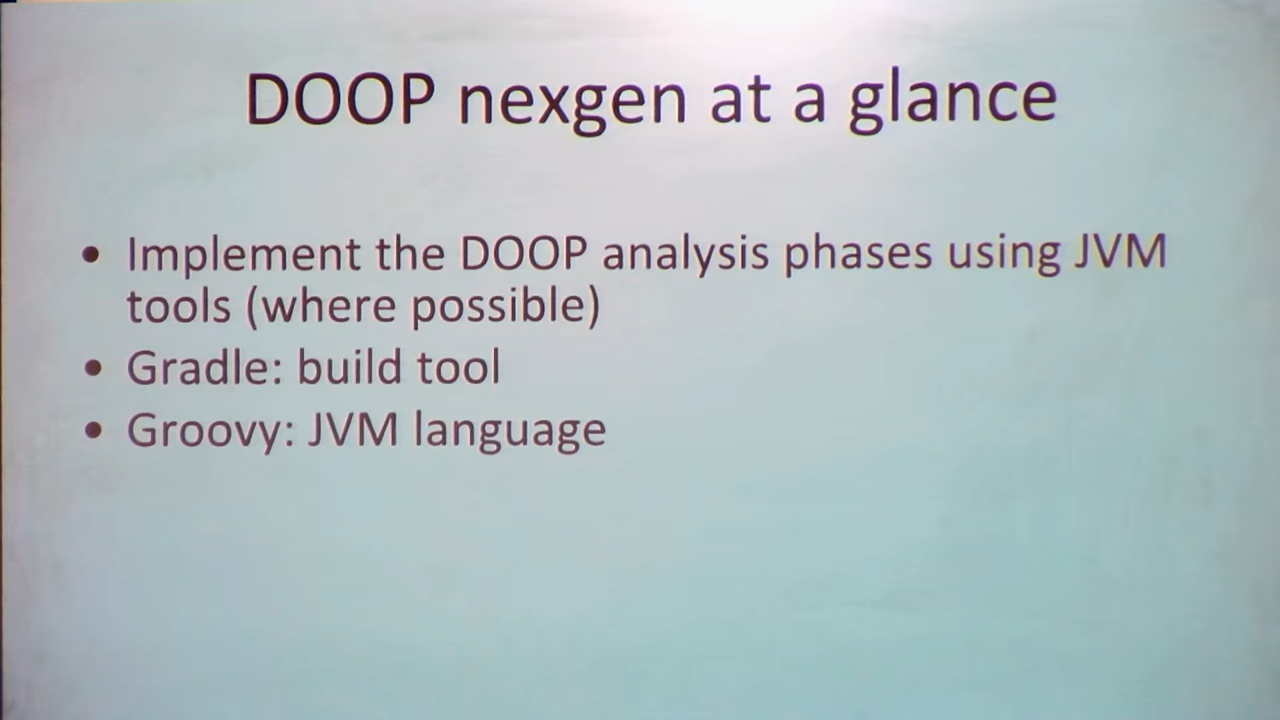 DOOP nexgen at a glance
• Implement the DOOP analysis phases using JVM
tools (where possible)
• Gradle: build tool
• Groovy: JVM language